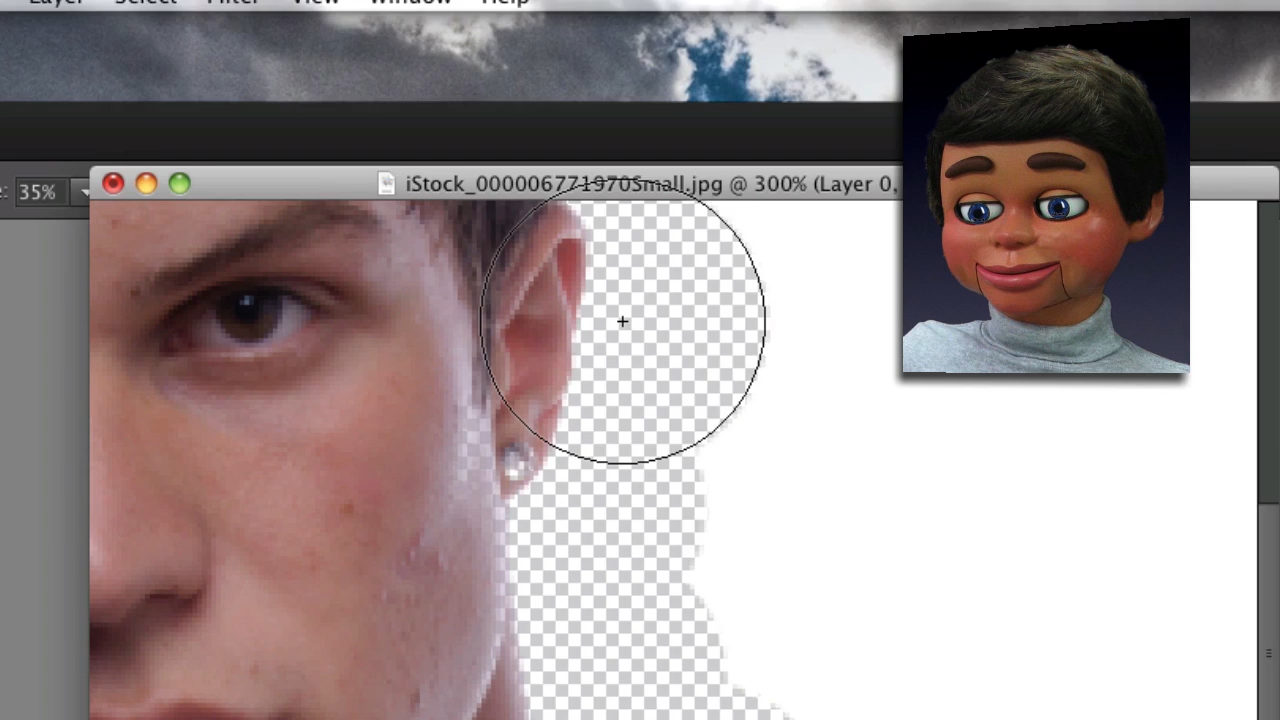 Layer Select Filter View Window Help
: 35%
iStock_000006771970Small.jpg @ 300% (Layer 0,